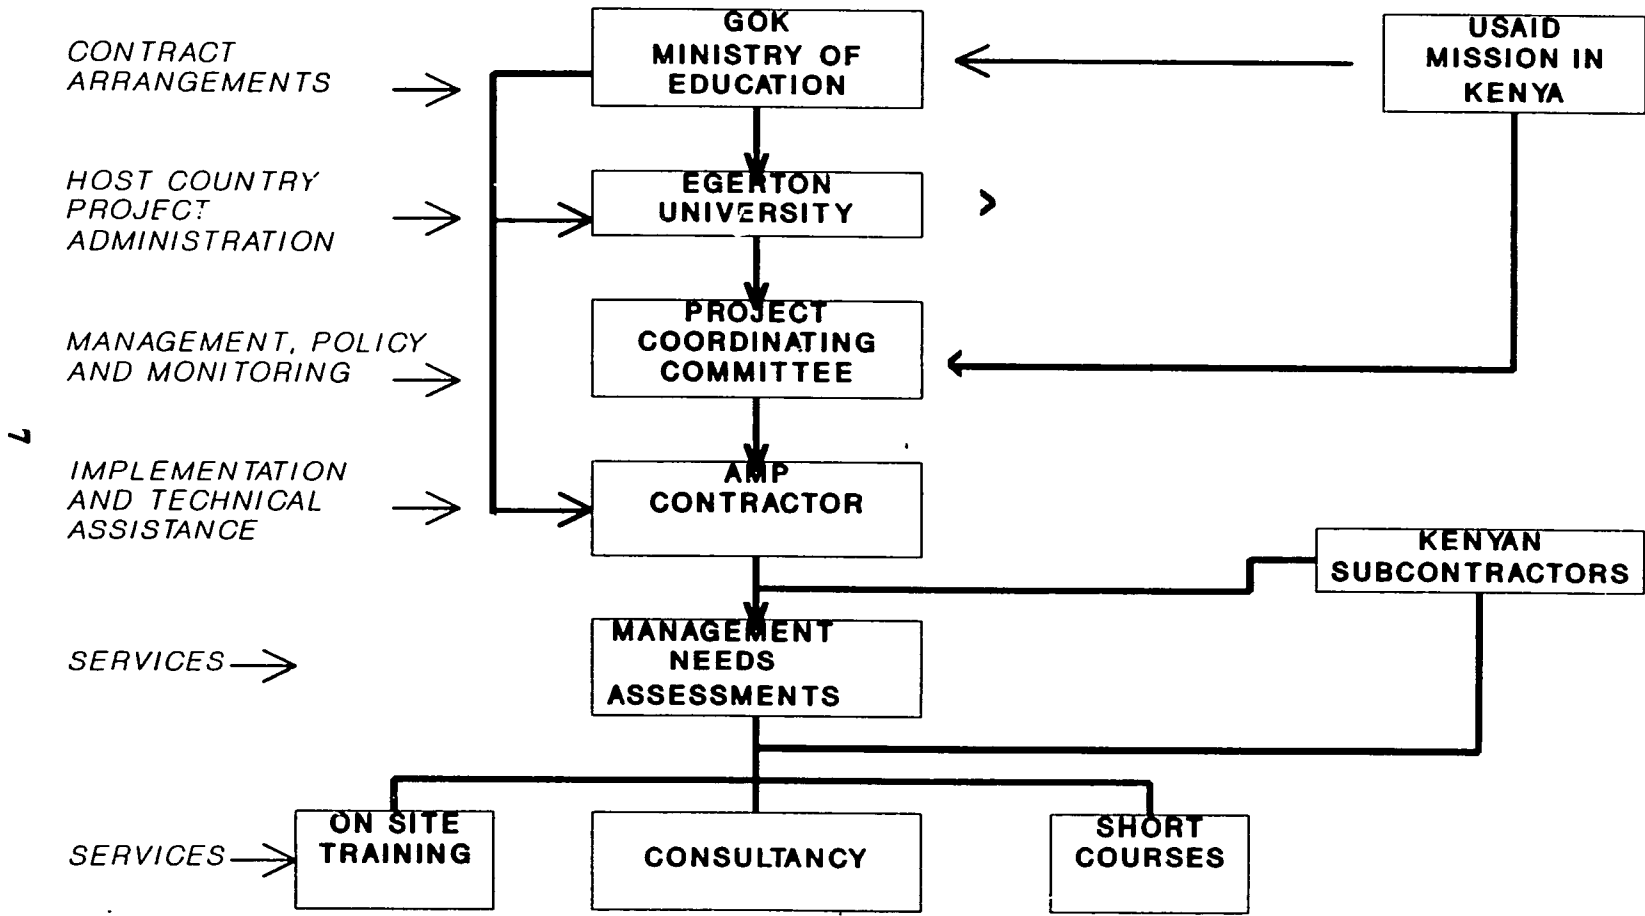 CONTRACT
ARRANGEMENTS
GOK
MINISTRY OF
EDUCATION
USAID
MISSION IN
KENYA
HOST COUNTRY
PROJECT
ADMINISTRATION
EGERTON
UNIVERSITY
MANAGEMENT, POLICY
AND MONITORING
PROJECT
COORDINATING
COMMITTEE
7
IMPLEMENTATION
AND TECHNICAL
ASSISTANCE
AMP
CONTRACTOR
KENYAN
SUBCONTRACTORS
SERVICES
MANAGEMENT
NEEDS
ASSESSMENTS
SERVICES
ON SITE
TRAINING
CONSULTANCY
SHORT
COURSES